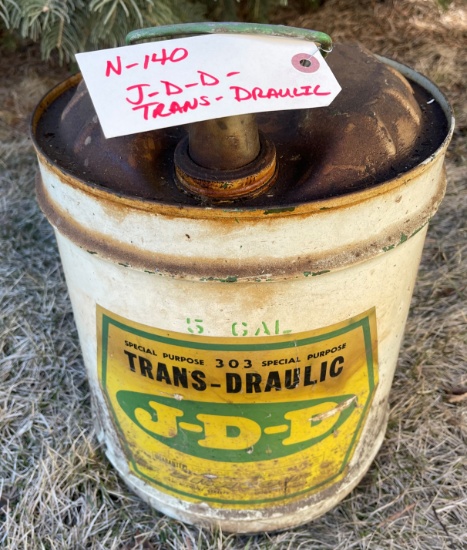 N-140
J-D-D-
TRANS-DRAULIC
5 GAL
SPECIAL PURPOSE 303 SPECIAL PURPOSE
TRANS-DRAULIC
J-D-D